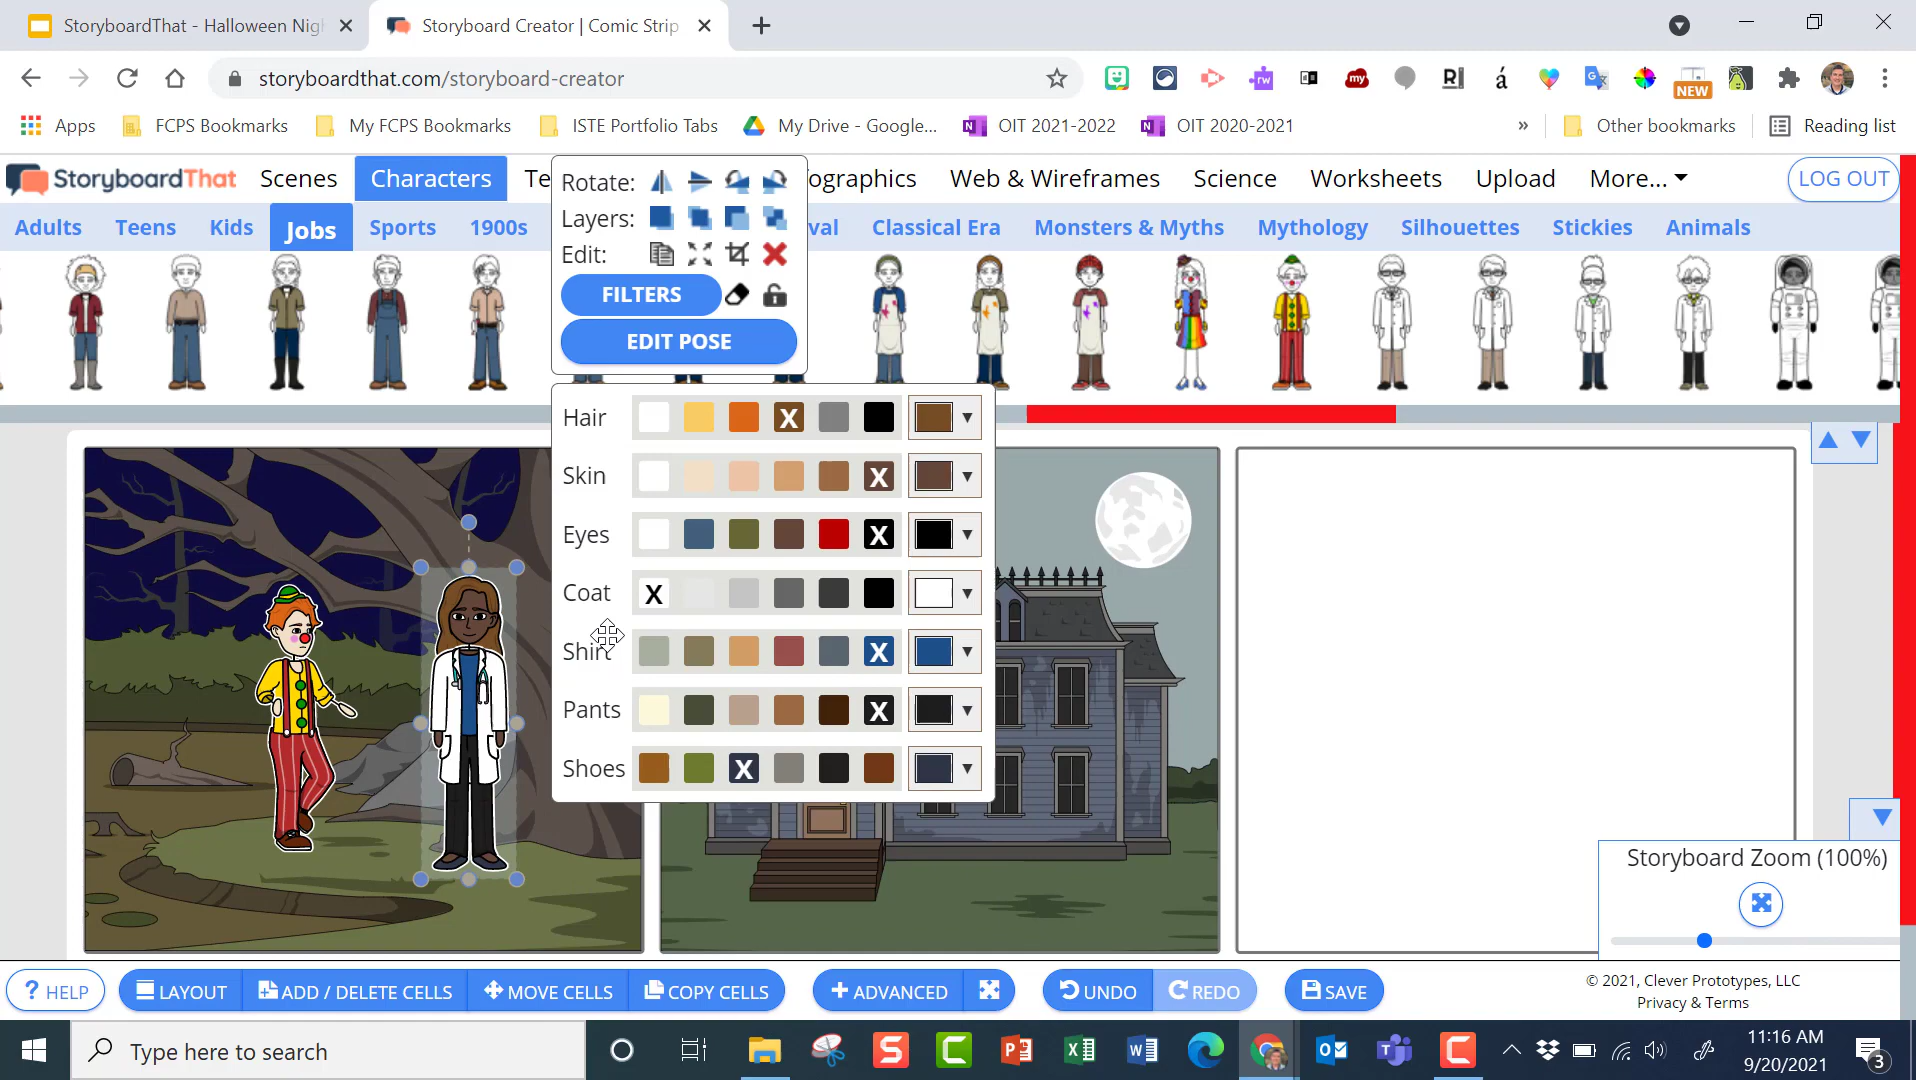 StoryboardThat - Halloween Nigh
Storyboard Creator | Comic Strip
storyboardthat.com/storyboard-creator
rw
my
R
á
NEW
Apps
FCPS Bookmarks
My FCPS Bookmarks
ISTE Portfolio Tabs
My Drive - Google...
OIT 2021-2022
OIT 2020-2021
»
Other bookmarks
Reading list
StoryboardThat
Scenes
Characters
Te
ographics
Web & Wireframes
Science
Worksheets
Upload
More...
LOG OUT
Adults
Teens
Kids
Jobs
Sports
1900s
val
Classical Era
Monsters & Myths
Mythology
Silhouettes
Stickies
Animals
Rotate:
Layers:
Edit:
FILTERS
EDIT POSE
Hair X
Skin X
Eyes X
Coat X
Shirt X
Pants X
Shoes X
Storyboard Zoom (100%)
? HELP
LAYOUT
ADD / DELETE CELLS
MOVE CELLS
COPY CELLS
+ ADVANCED
UNDO
REDO
SAVE
© 2021, Clever Prototypes, LLC
Privacy & Terms
Type here to search
11:16 AM
9/20/2021
3